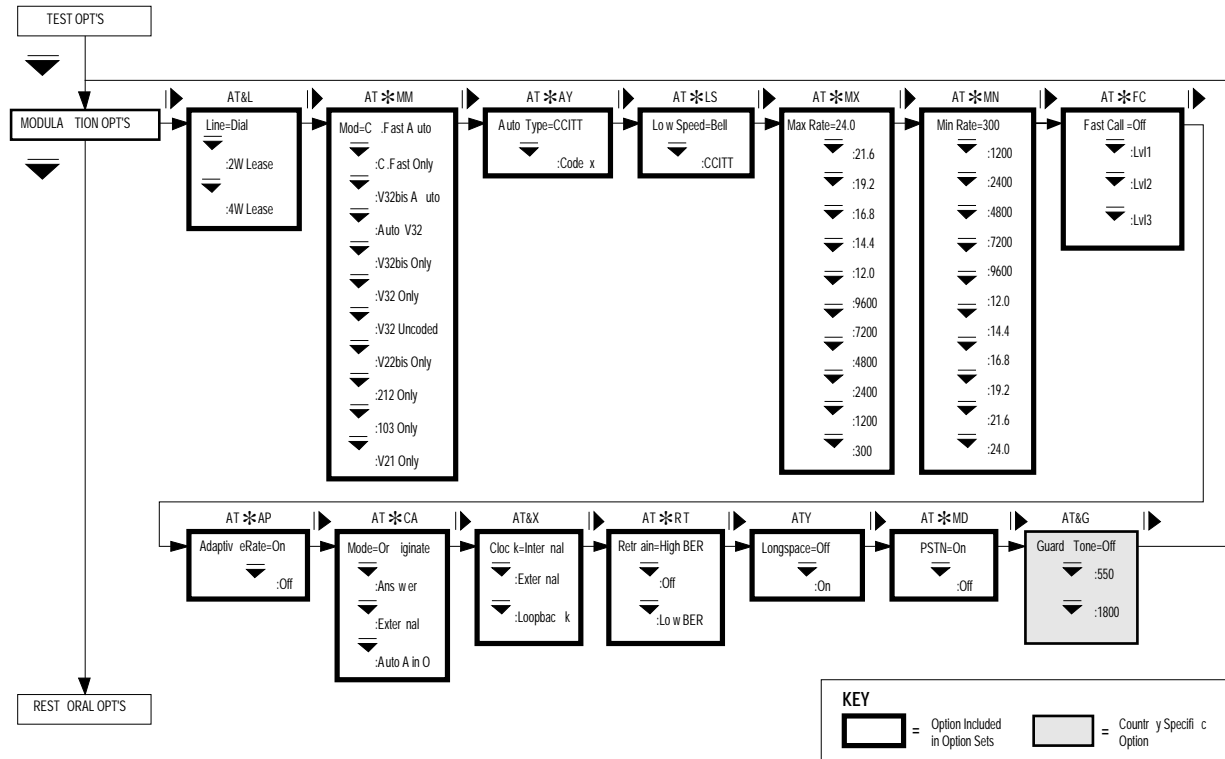 TEST OPT'S
MODULA TION OPT'S
AT&L
Line=Dial
:2W Lease
:4W Lease
AT ✻MM
Mod=C .Fast A uto
:C .Fast Only
:V32bis A uto
:Auto V32
:V32bis Only
:V32 Only
:V32 Uncoded
:V22bis Only
:212 Only
:103 Only
:V21 Only
AT ✻AY
Auto Type=CCITT
:Code x
AT ✻LS
Lo w Speed=Bell
:CCITT
AT ✻MX
Max Rate=24.0
:21.6
:19.2
:16.8
:14.4
:12.0
:9600
:7200
:4800
:2400
:1200
:300
AT ✻MN
Min Rate=300
:1200
:2400
:4800
:7200
:9600
:12.0
:14.4
:16.8
:19.2
:21.6
:24.0
AT ✻FC
Fast Call =Off
:Lvl1
:Lvl2
:Lvl3
AT ✻AP
Adaptiv eRate=On
:Off
AT ✻CA
Mode=Or iginate
:Ans w er
:Exter nal
:Auto A in O
AT&X
Cloc k=Inter nal
:Exter nal
:Loopbac k
AT ✻RT
Retr ain=High BER
:Off
:Lo w BER
ATY
Longspace=Off
:On
AT ✻MD
PSTN=On
:Off
AT&G
Guard Tone=Off
:550
:1800
REST ORAL OPT'S
KEY
= Option Included
in Option Sets
= Countr y Specifi c
Option